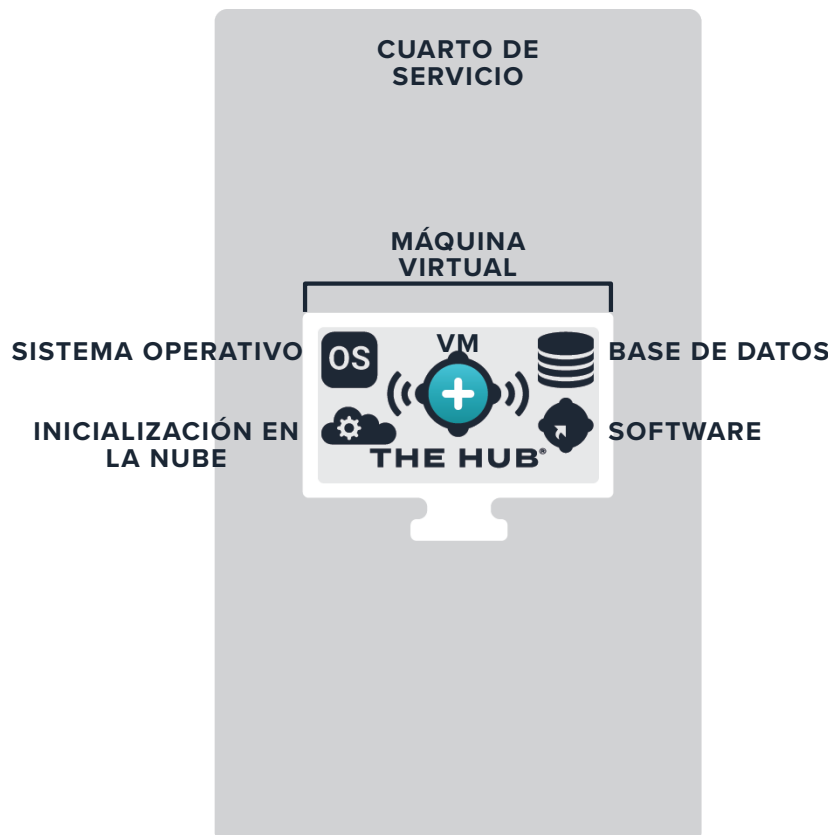 CUARTO DE
SERVICIO
MÁQUINA
VIRTUAL
SISTEMA OPERATIVO
OS
VM
BASE DE DATOS
INICIALIZACIÓN EN
LA NUBE
SOFTWARE
THE HUB®